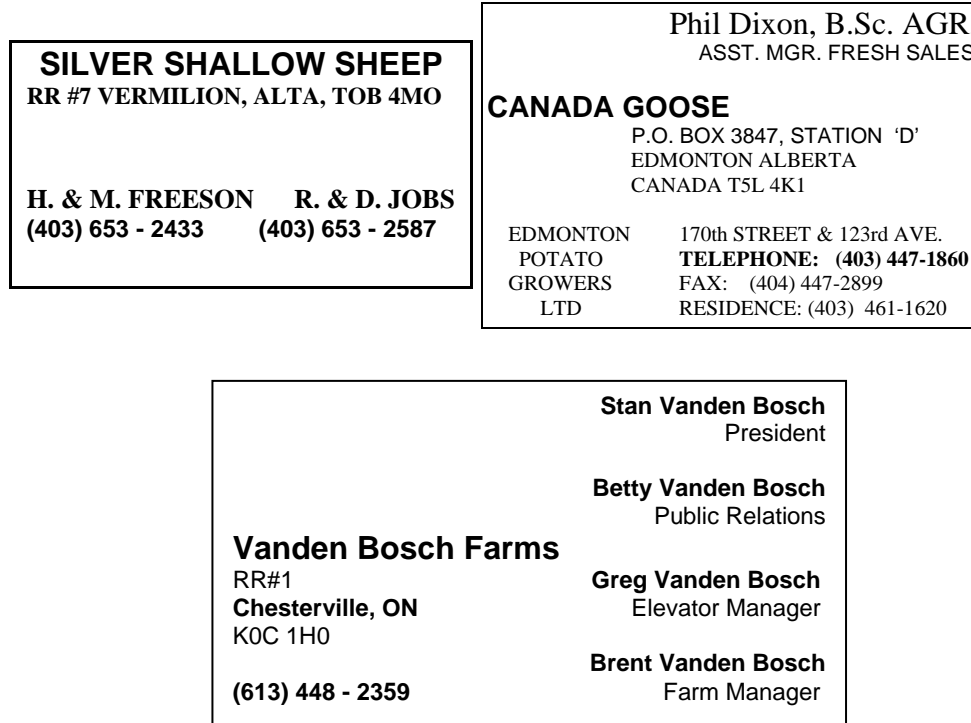 SILVER SHALLOW SHEEP
RR #7 VERMILION, ALTA, TOB 4MO
H. & M. FREESON R. & D. JOBS
(403) 653 - 2433 (403) 653 - 2587
Phil Dixon, B.Sc. AGR
ASST. MGR. FRESH SALES
CANADA GOOSE
P.O. BOX 3847, STATION ‘D’
EDMONTON ALBERTA
CANADA T5L 4K1
EDMONTON 170th STREET & 123rd AVE.
POTATO TELEPHONE: (403) 447-1860
GROWERS FAX: (404) 447-2899
LTD RESIDENCE: (403) 461-1620
Stan Vanden Bosch
President
Betty Vanden Bosch
Public Relations
Vanden Bosch Farms
RR#1 Greg Vanden Bosch
Chesterville, ON Elevator Manager
K0C 1H0
Brent Vanden Bosch
(613) 448 - 2359 Farm Manager